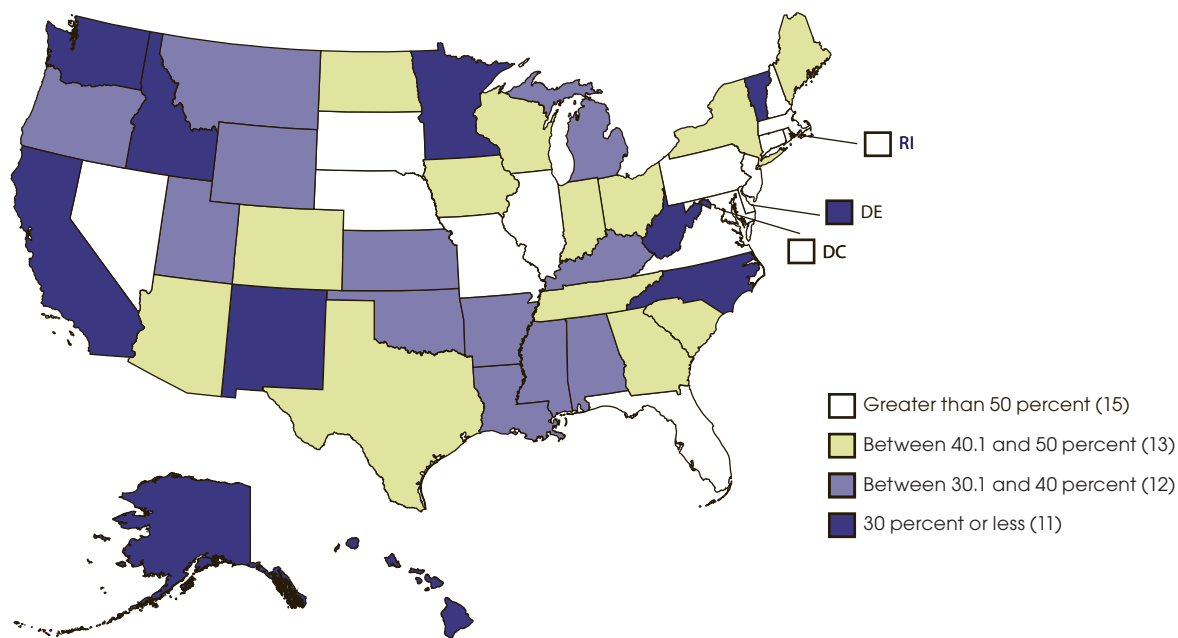 RI
DE
DC
Greater than 50 percent (15)
Between 40.1 and 50 percent (13)
Between 30.1 and 40 percent (12)
30 percent or less (11)